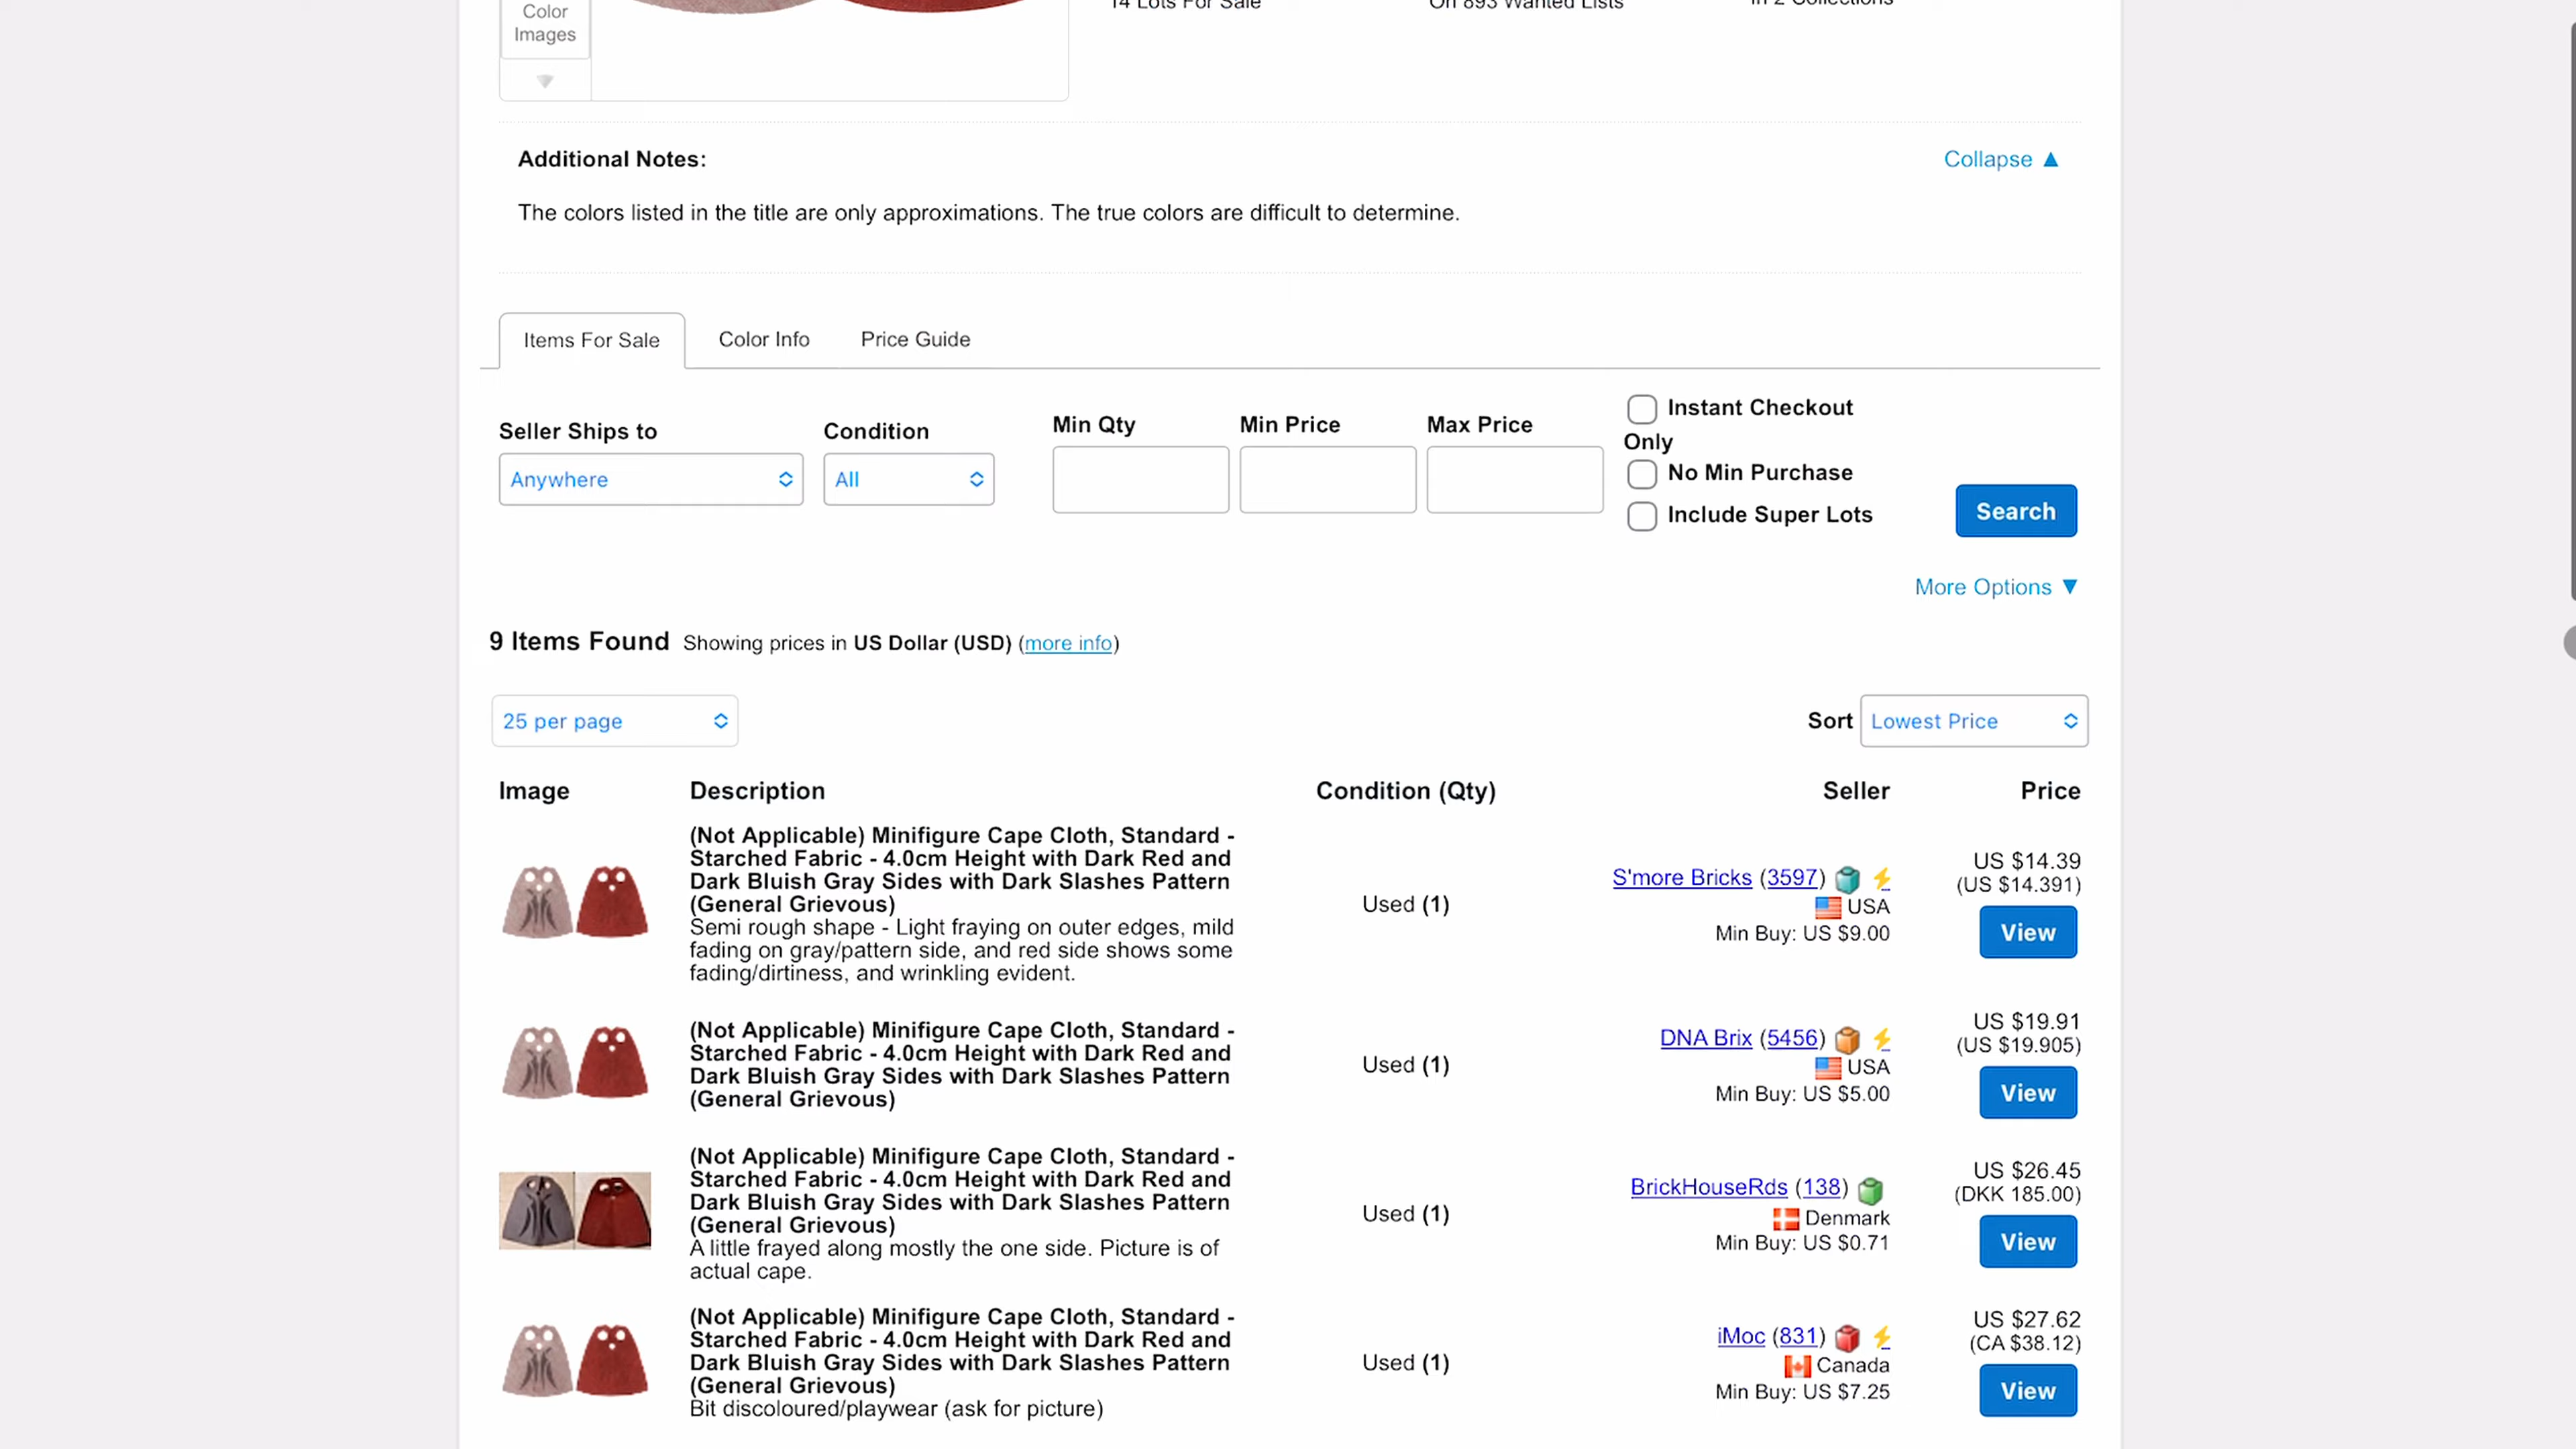 Color
Images
14 Lots For Sale
On 893 Wanted Lists
In 2 Collections
Additional Notes:
Collapse ▲
The colors listed in the title are only approximations. The true colors are difficult to determine.
Items For Sale
Color Info
Price Guide
Seller Ships to
Condition
Min Qty
Min Price
Max Price
Instant Checkout
Only
No Min Purchase
Include Super Lots
Anywhere
All
Search
More Options ▼
9 Items Found Showing prices in US Dollar (USD) (more info)
25 per page
Sort Lowest Price
Image
Description
Condition (Qty)
Seller
Price
(Not Applicable) Minifigure Cape Cloth, Standard -
Starched Fabric - 4.0cm Height with Dark Red and
Dark Bluish Gray Sides with Dark Slashes Pattern
(General Grievous)
Semi rough shape - Light fraying on outer edges, mild
fading on gray/pattern side, and red side shows some
fading/dirtiness, and wrinkling evident.
Used (1)
S'more Bricks (3597)
USA
Min Buy: US $9.00
US $14.39
(US $14.391)
View
(Not Applicable) Minifigure Cape Cloth, Standard -
Starched Fabric - 4.0cm Height with Dark Red and
Dark Bluish Gray Sides with Dark Slashes Pattern
(General Grievous)
Used (1)
DNA Brix (5456)
USA
Min Buy: US $5.00
US $19.91
(US $19.905)
View
(Not Applicable) Minifigure Cape Cloth, Standard -
Starched Fabric - 4.0cm Height with Dark Red and
Dark Bluish Gray Sides with Dark Slashes Pattern
(General Grievous)
A little frayed along mostly the one side. Picture is of
actual cape.
Used (1)
BrickHouseRds (138)
Denmark
Min Buy: US $0.71
US $26.45
(DKK 185.00)
View
(Not Applicable) Minifigure Cape Cloth, Standard -
Starched Fabric - 4.0cm Height with Dark Red and
Dark Bluish Gray Sides with Dark Slashes Pattern
(General Grievous)
Bit discoloured/playwear (ask for picture)
Used (1)
iMoc (831)
Canada
Min Buy: US $7.25
US $27.62
(CA $38.12)
View